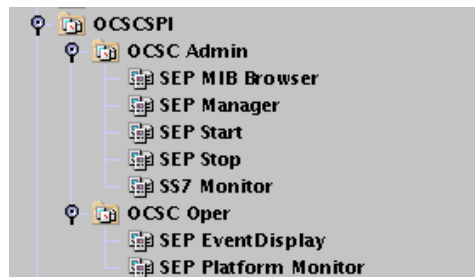 OCSCSPI
OCSC Admin
SEP MIB Browser
SEP Manager
SEP Start
SEP Stop
SS7 Monitor
OCSC Oper
SEP EventDisplay
SEP Platform Monitor